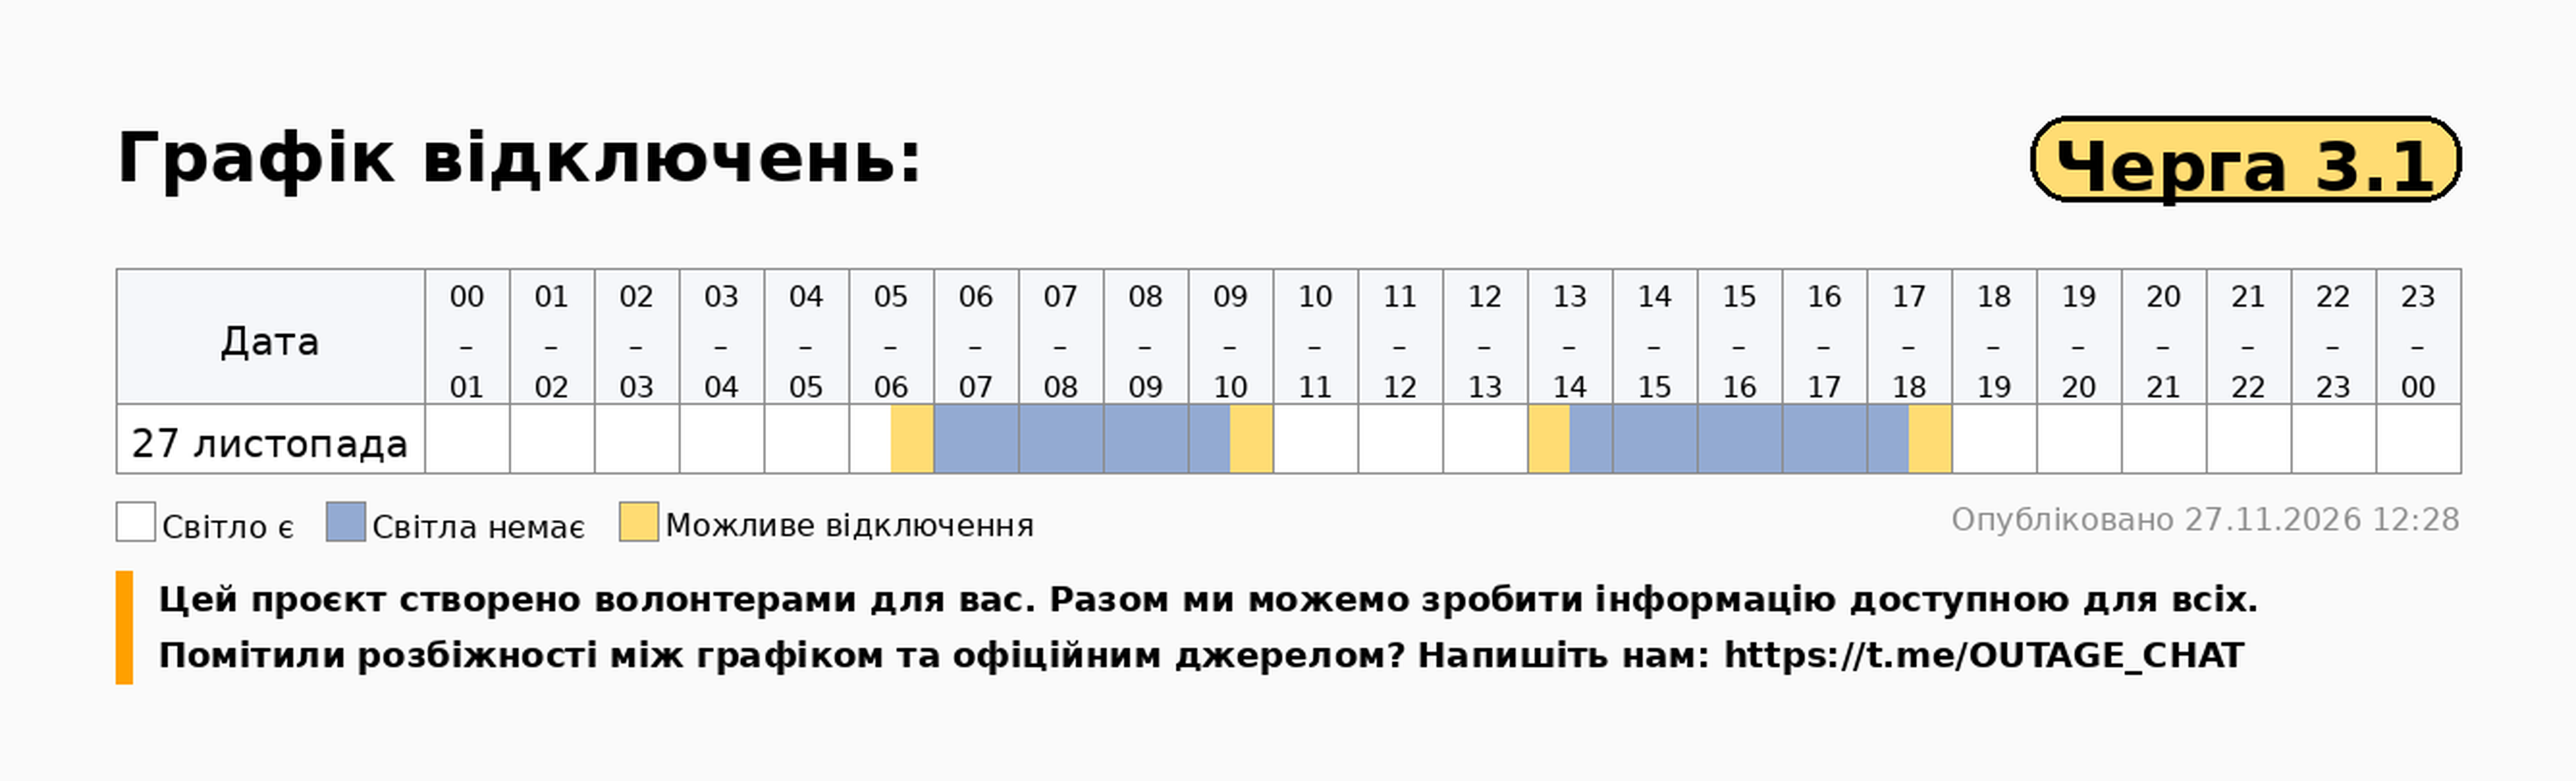 Графік відключень:
Черга 3.1
Дата
00 – 01
01 – 02
02 – 03
03 – 04
04 – 05
05 – 06
06 – 07
07 – 08
08 – 09
09 – 10
10 – 11
11 – 12
12 – 13
13 – 14
14 – 15
15 – 16
16 – 17
17 – 18
18 – 19
19 – 20
20 – 21
21 – 22
22 – 23
23 – 00
27 листопада
Світло є
Світла немає
Можливе відключення
Опубліковано 27.11.2026 12:28
Цей проєкт створено волонтерами для вас. Разом ми можемо зробити інформацію доступною для всіх.
Помітили розбіжності між графіком та офіційним джерелом? Напишіть нам: https://t.me/OUTAGE_CHAT